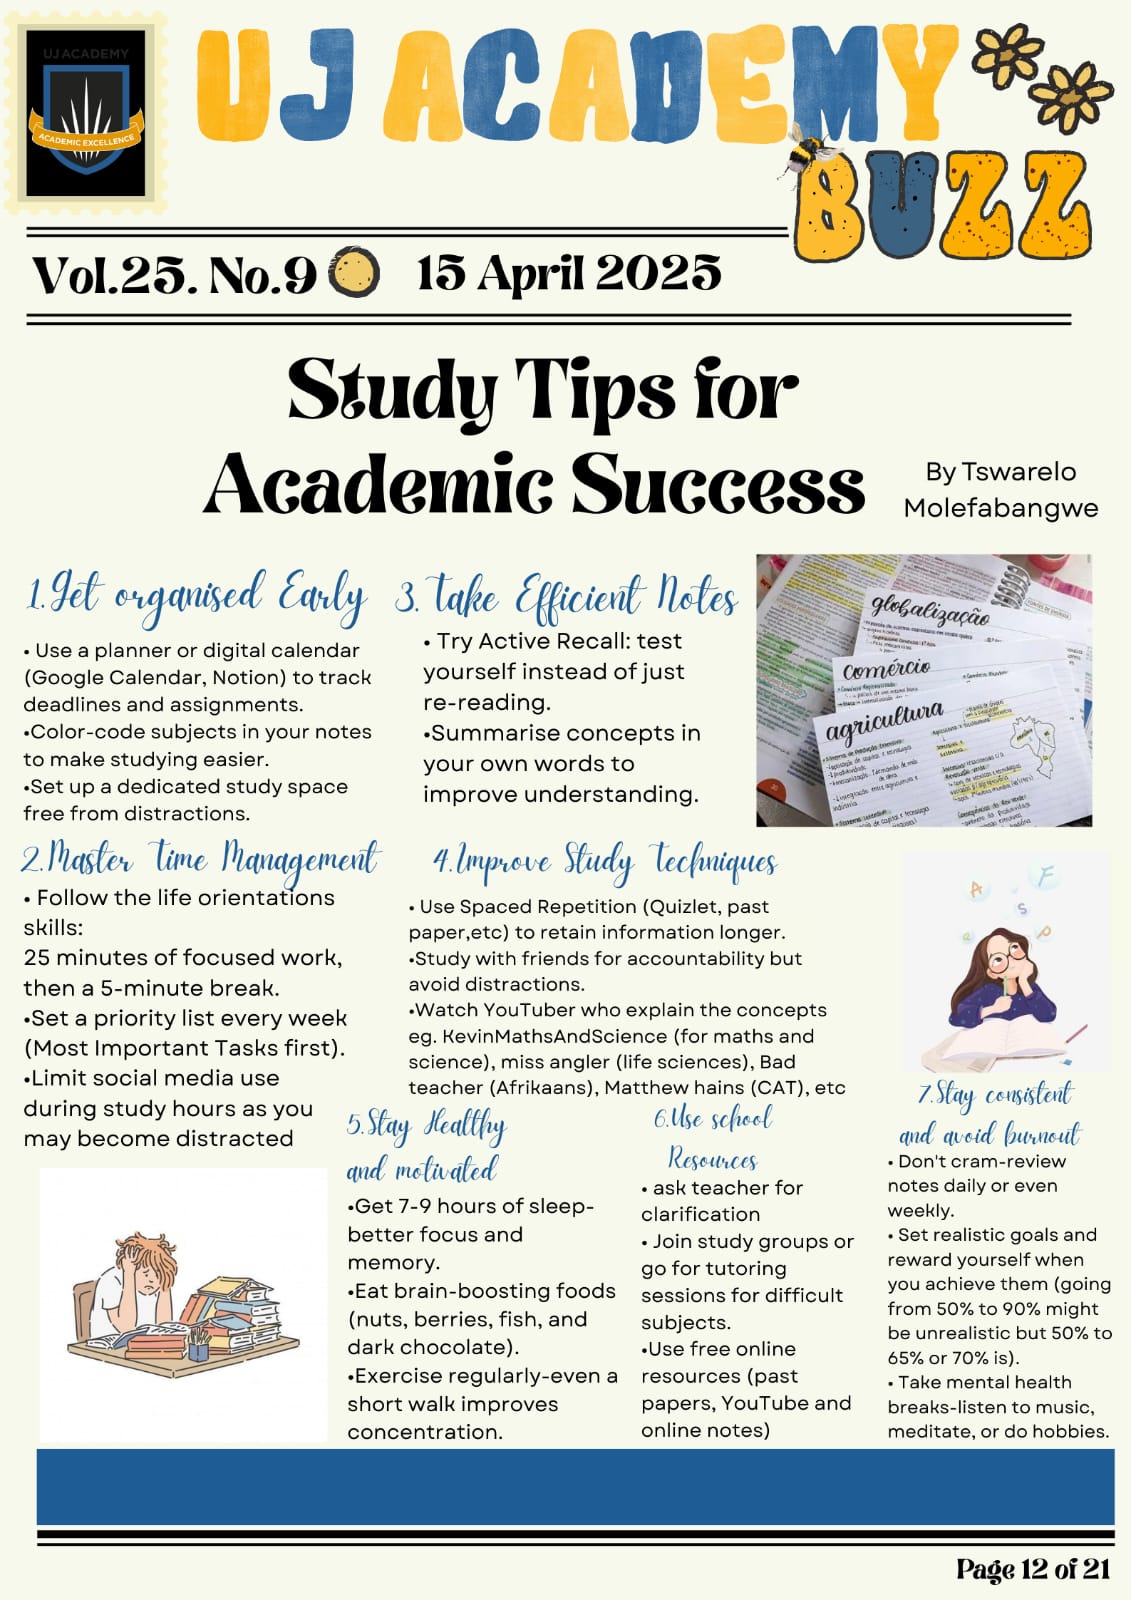 UJ ACADEMY
ACADEMIC EXCELLENCE
UJ ACADEMY
BUZZ
Vol.25. No.9
15 April 2025
Study Tips for
Academic Success
By Tswarelo
Molefabangwe
1.Get organised Early
• Use a planner or digital calendar
(Google Calendar, Notion) to track
deadlines and assignments.
•Color-code subjects in your notes
to make studying easier.
•Set up a dedicated study space
free from distractions.
2.Master Time Management
• Follow the life orientations
skills:
25 minutes of focused work,
then a 5-minute break.
•Set a priority list every week
(Most Important Tasks first).
•Limit social media use
during study hours as you
may become distracted
3. Take Efficient Notes
• Try Active Recall: test
yourself instead of just
re-reading.
•Summarise concepts in
your own words to
improve understanding.
globalização
comércio
agricultura
4.Improve Study Techniques
• Use Spaced Repetition (Quizlet, past
paper,etc) to retain information longer.
•Study with friends for accountability but
avoid distractions.
•Watch YouTuber who explain the concepts
eg. KevinMathsAndScience (for maths and
science), miss angler (life sciences), Bad
teacher (Afrikaans), Matthew hains (CAT), etc
A
F
S
P
5.Stay Healthy
and motivated
•Get 7-9 hours of sleep-
better focus and
memory.
•Eat brain-boosting foods
(nuts, berries, fish, and
dark chocolate).
•Exercise regularly-even a
short walk improves
concentration.
6.Use school
Resources
• ask teacher for
clarification
• Join study groups or
go for tutoring
sessions for difficult
subjects.
•Use free online
resources (past
papers, YouTube and
online notes)
7.Stay consistent
and avoid burnout
• Don't cram-review
notes daily or even
weekly.
• Set realistic goals and
reward yourself when
you achieve them (going
from 50% to 90% might
be unrealistic but 50% to
65% or 70% is).
• Take mental health
breaks-listen to music,
meditate, or do hobbies.
Page 12 of 21